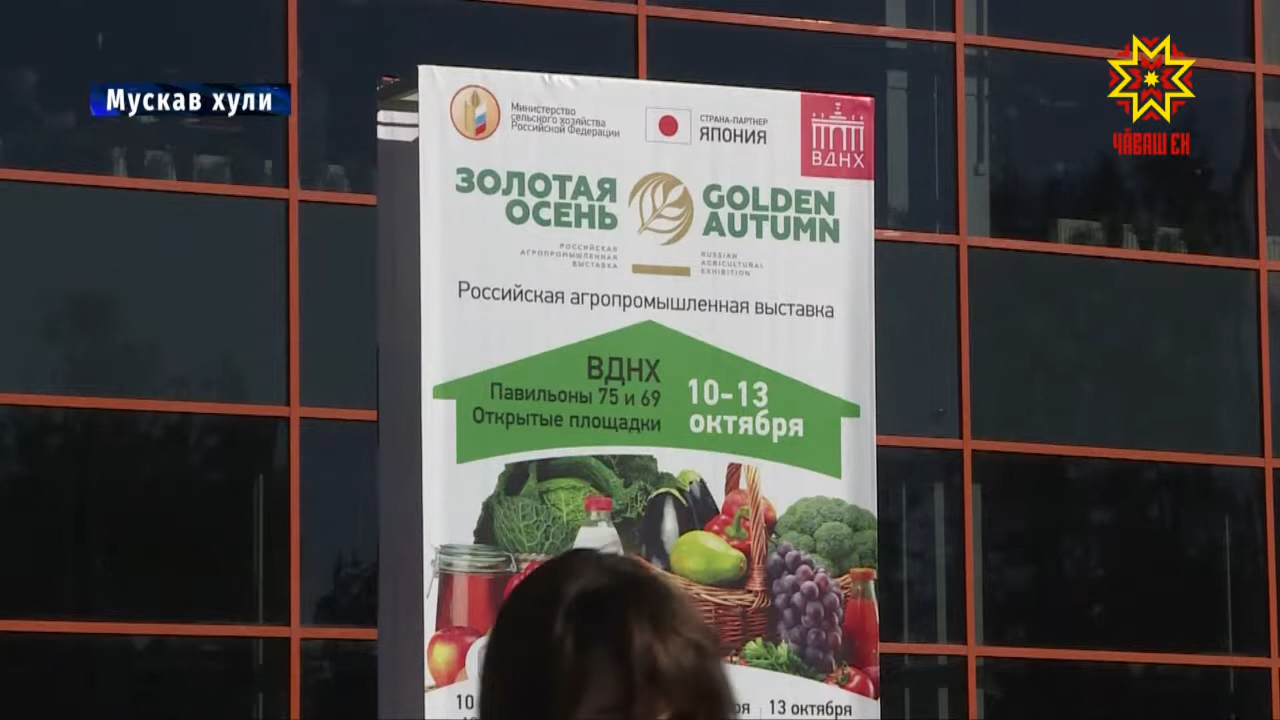 Мускав хули
ЧӐВАШ ЕН
Министерство
сельского хозяйства
Российской Федерации
СТРАНА-ПАРТНЕР
ЯПОНИЯ
ВДНХ
ЗОЛОТАЯ
ОСЕНЬ
GOLDEN
AUTUMN
РОССИЙСКАЯ
АГРОПРОМЫШЛЕННАЯ
ВЫСТАВКА
RUSSIAN
AGRICULTURAL
EXHIBITION
Российская агропромышленная выставка
ВДНХ
Павильоны 75 и 69
Открытые площадки
10-13
октября
10
13 октября